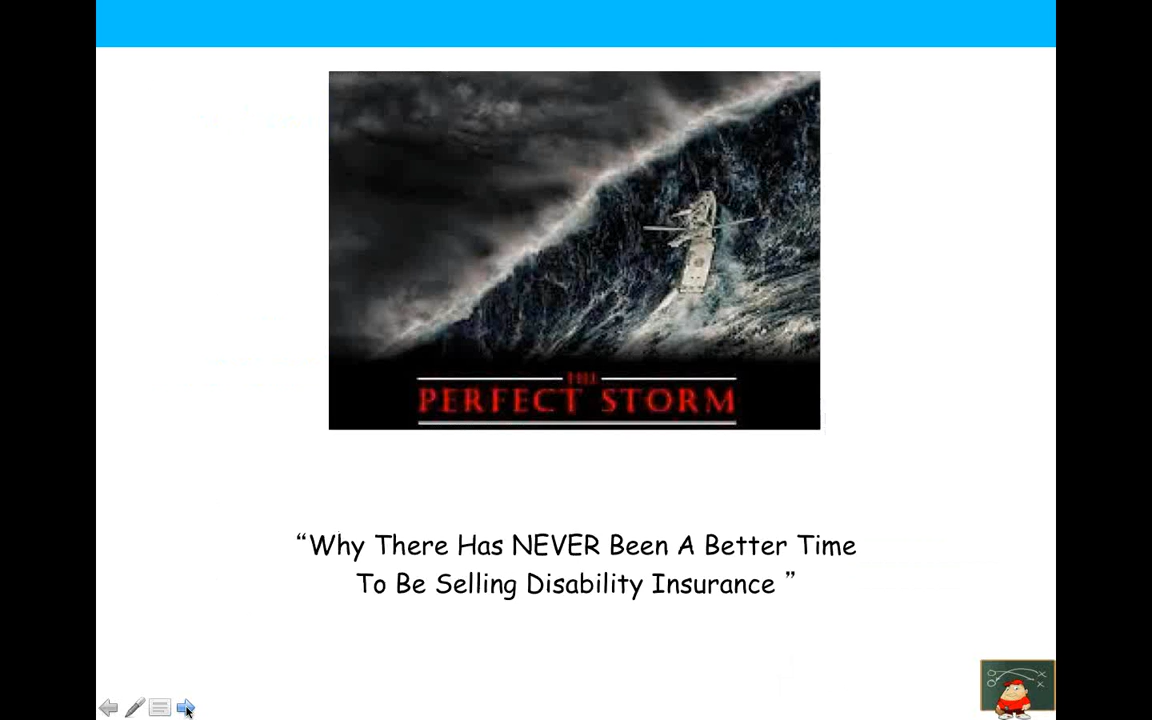 THE
PERFECT STORM
“Why There Has NEVER Been A Better Time
To Be Selling Disability Insurance ”